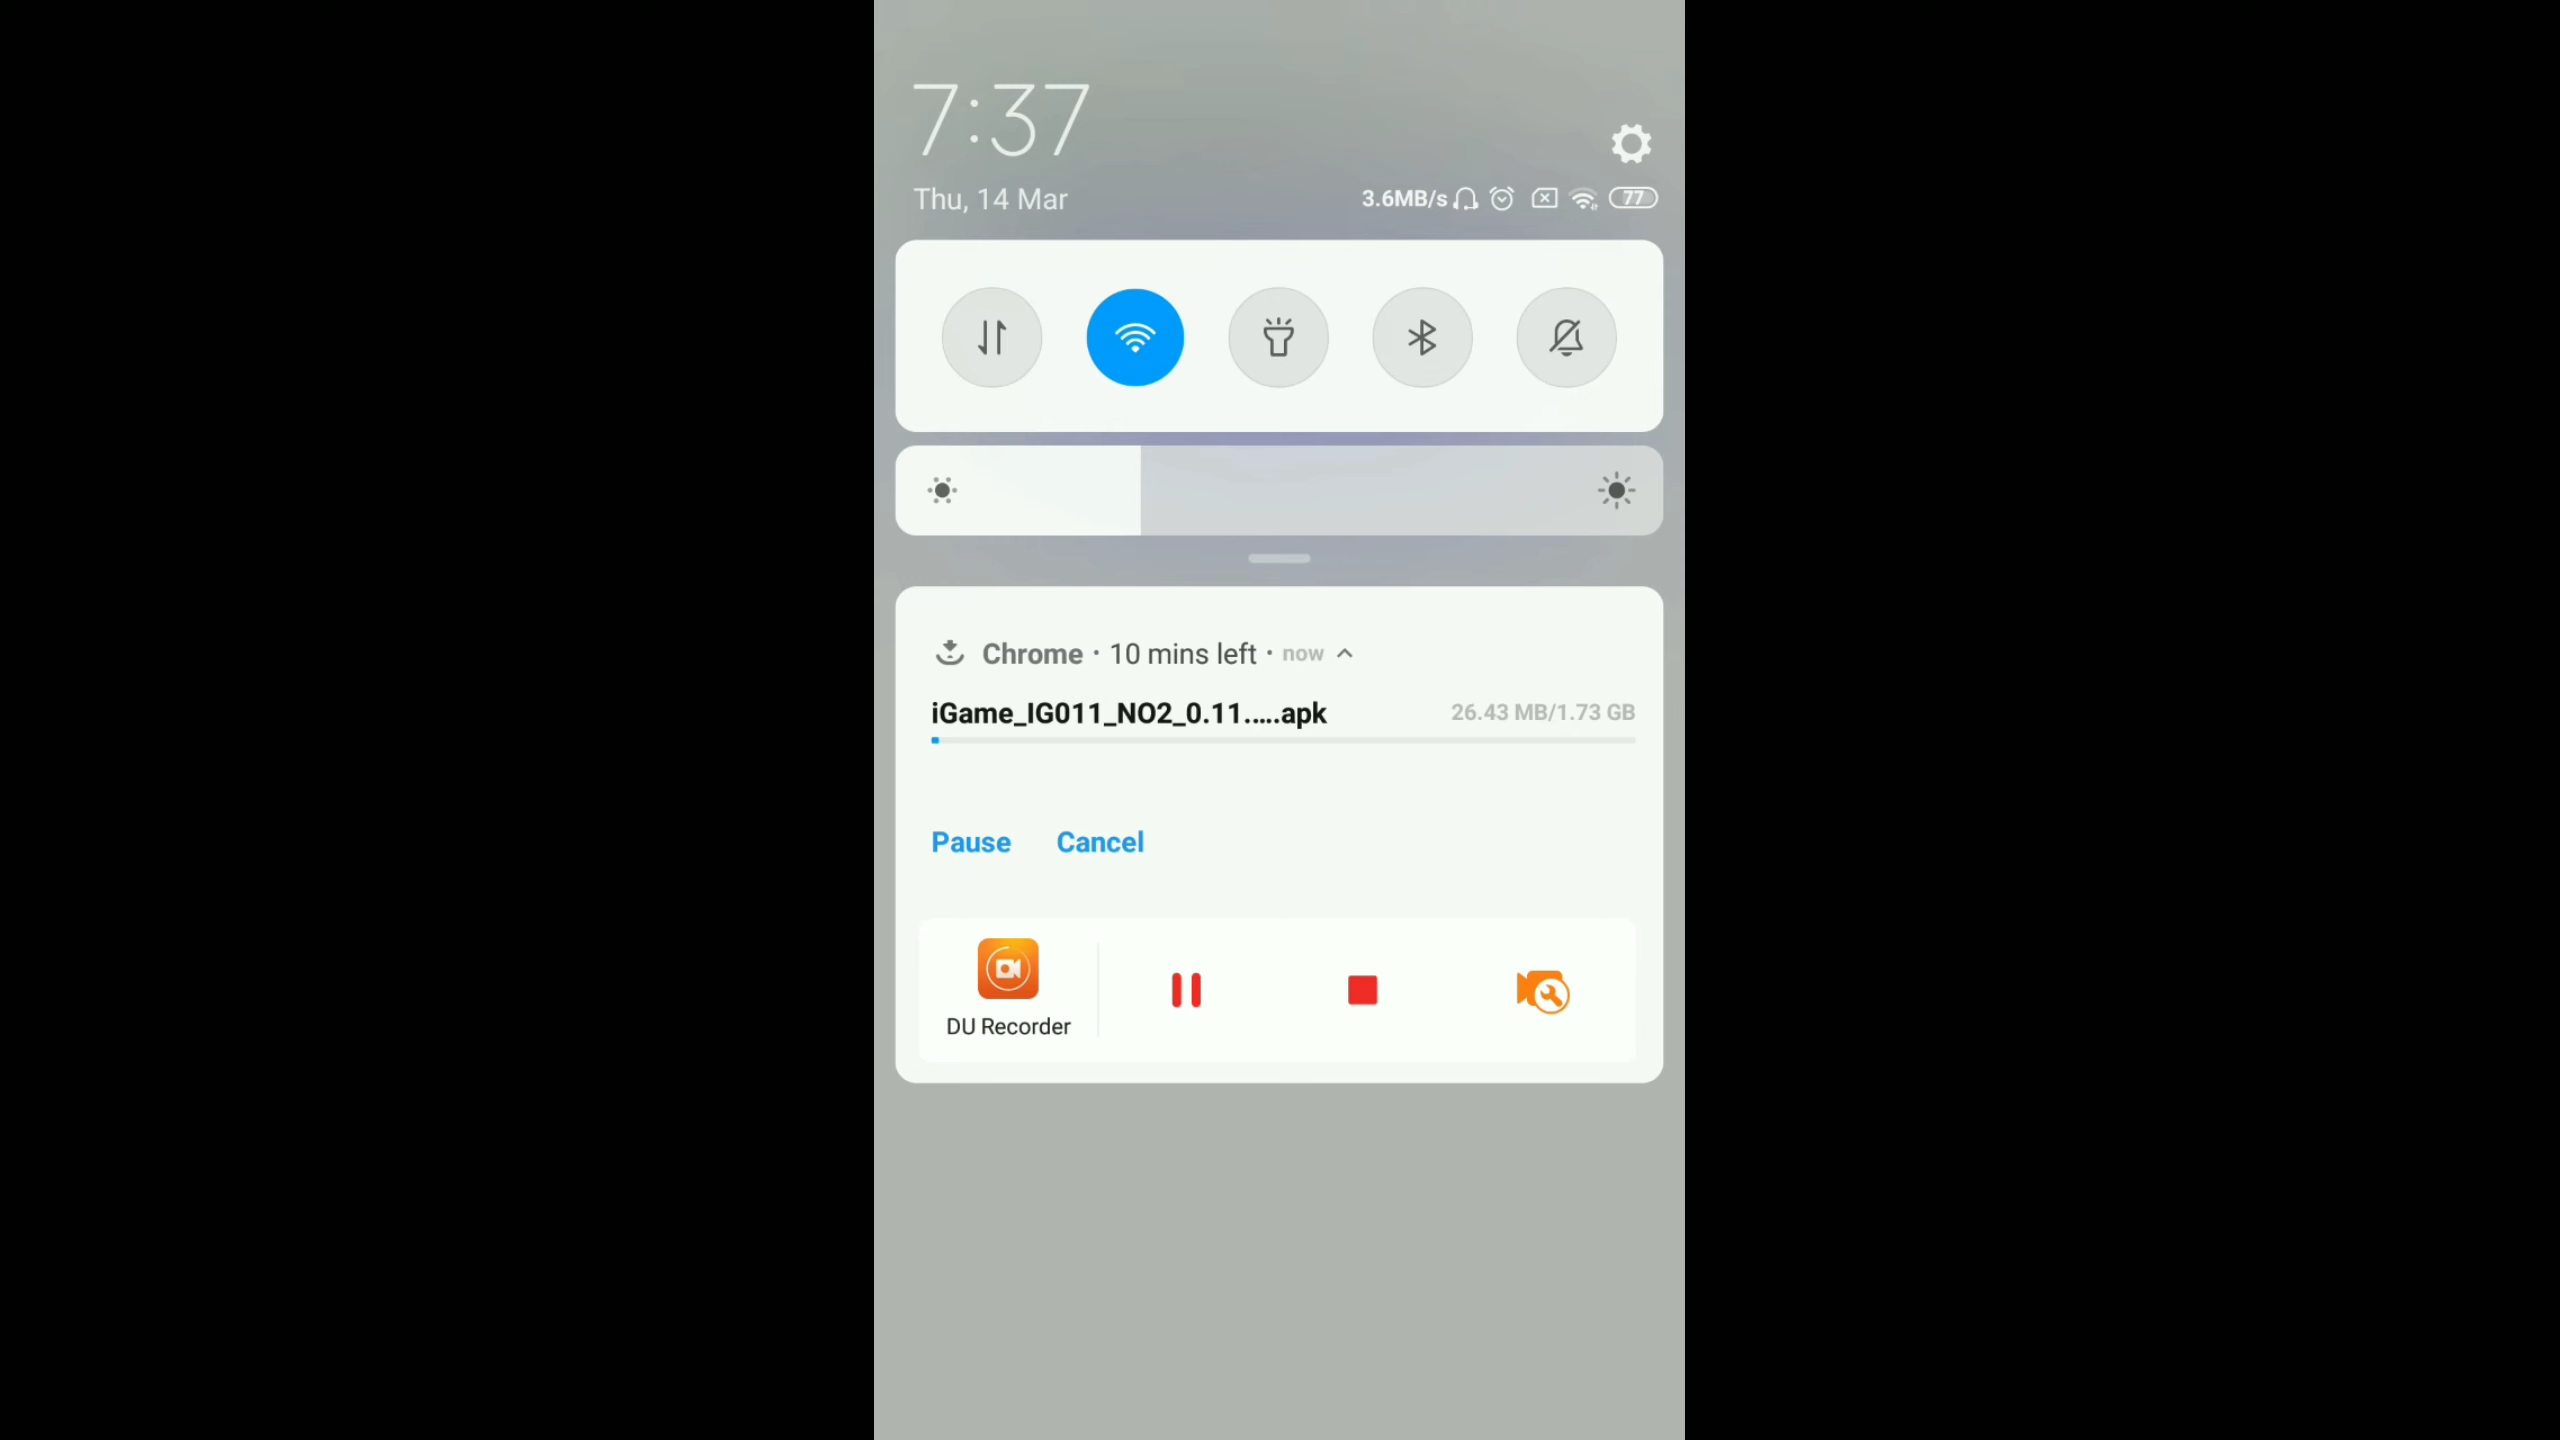 7:37
Thu, 14 Mar
3.6MB/s
77
Chrome · 10 mins left · now
iGame_IG011_NO2_0.11.....apk
26.43 MB/1.73 GB
Pause Cancel
DU Recorder